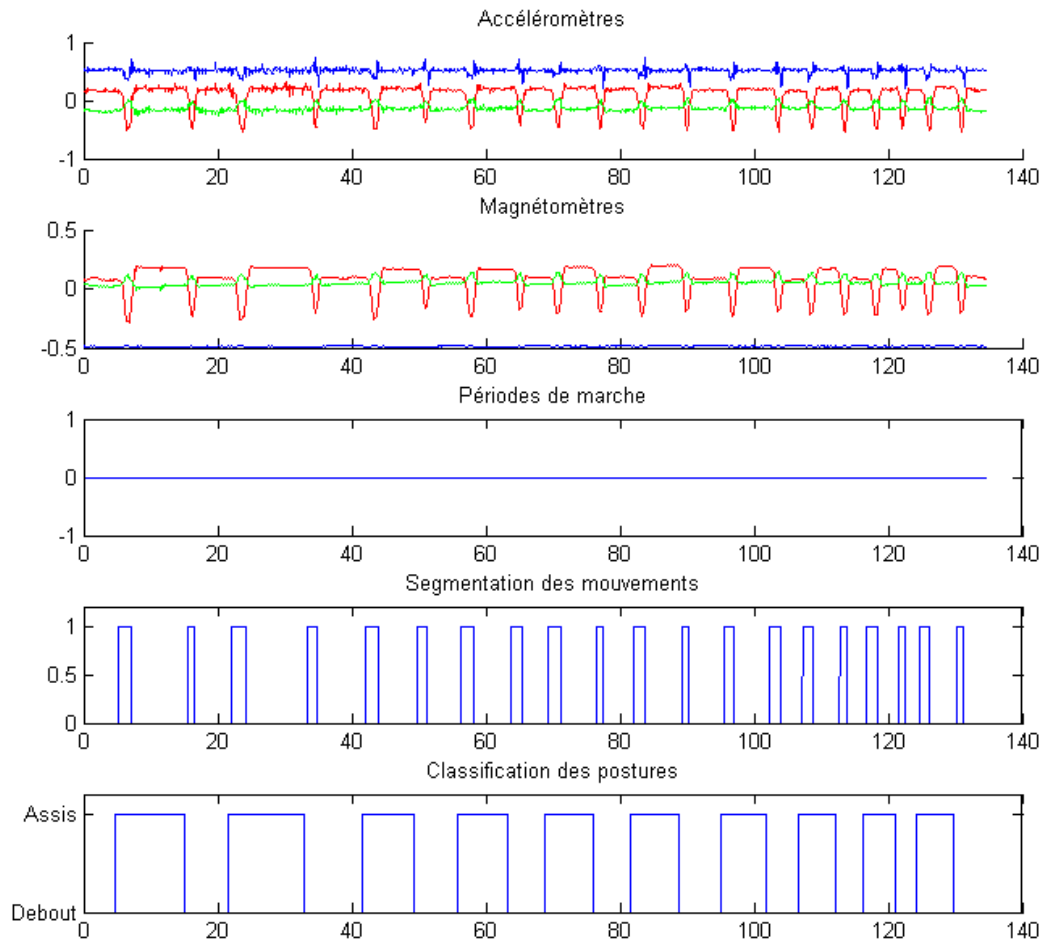 Accéléromètres
1
0
-1
0 20 40 60 80 100 120 140
Magnétomètres
0.5
0
-0.5
0 20 40 60 80 100 120 140
Périodes de marche
1
0
-1
0 20 40 60 80 100 120 140
Segmentation des mouvements
1
0.5
0
0 20 40 60 80 100 120 140
Classification des postures
Assis
Debout
0 20 40 60 80 100 120 140